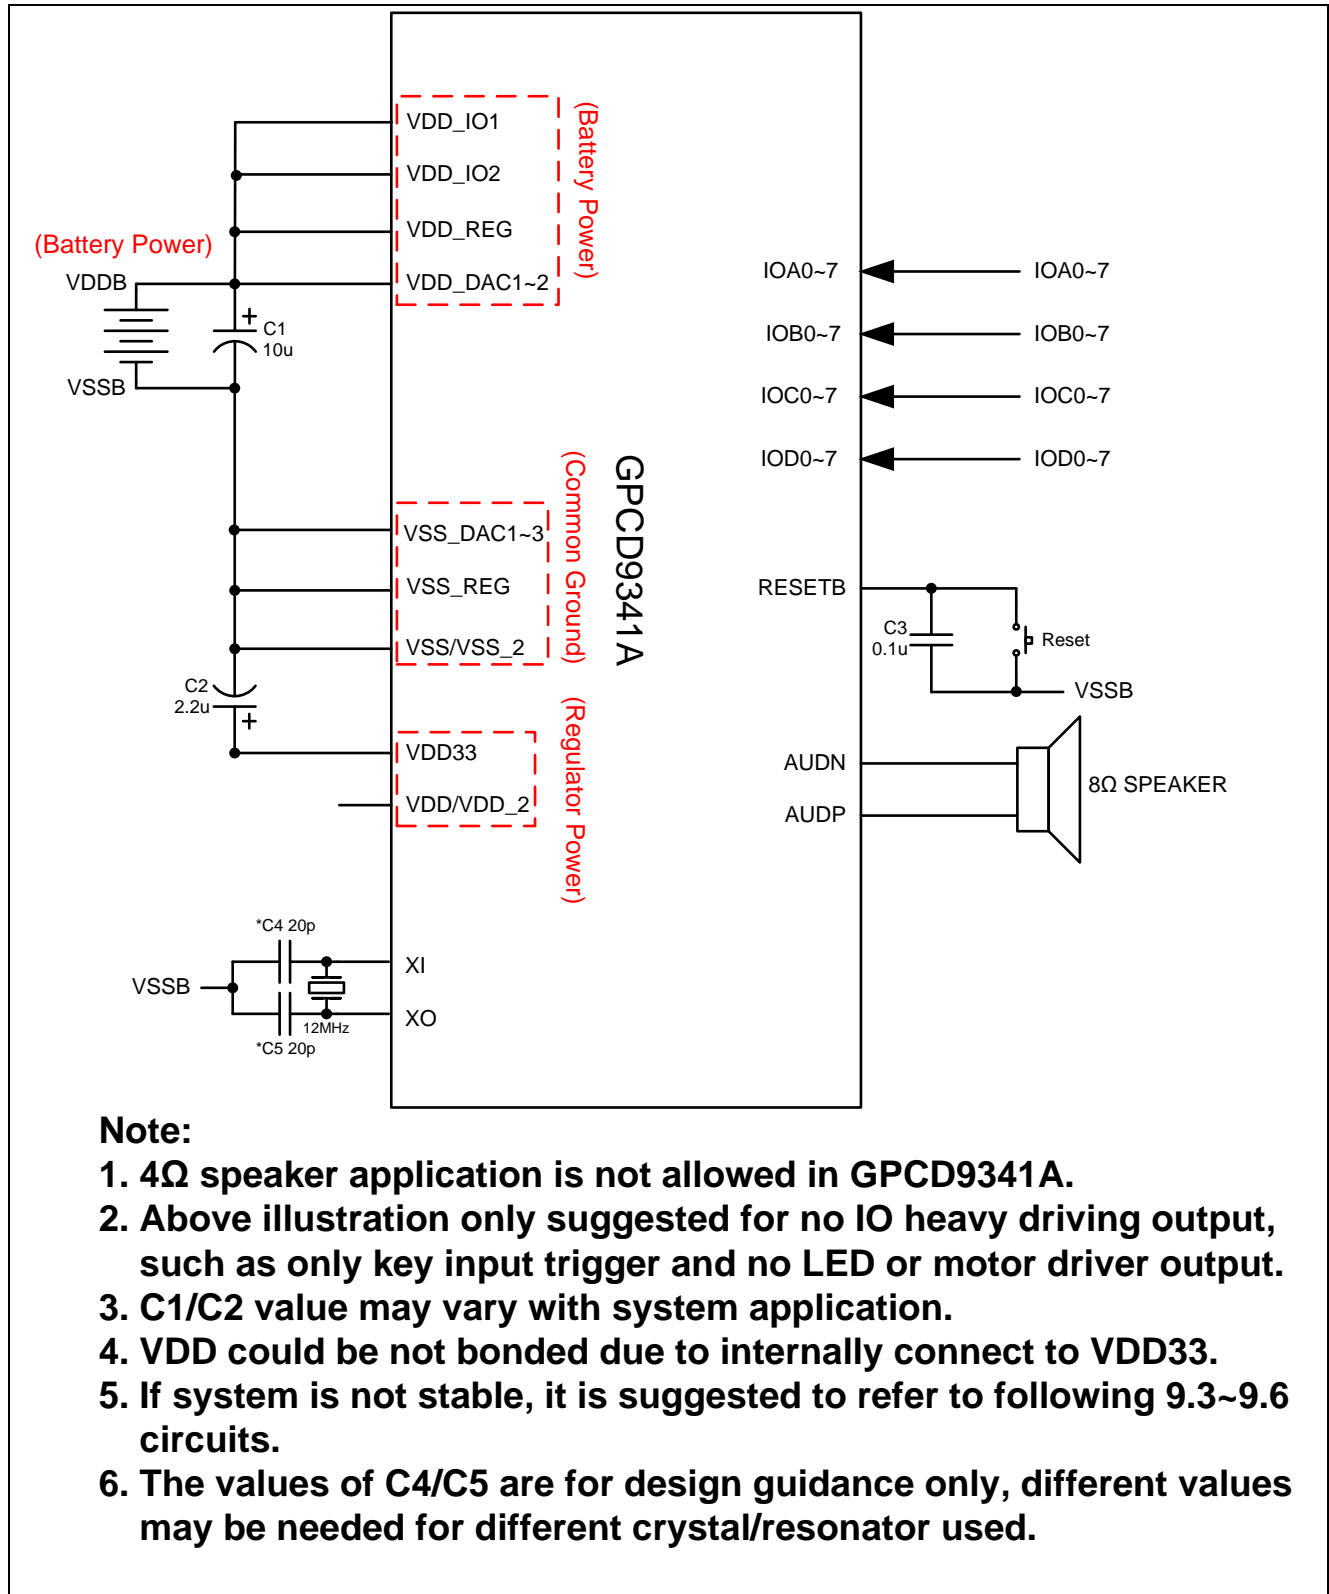 VDD_IO1
VDD_IO2
VDD_REG
VDD_DAC1~2
(Battery Power)
(Battery Power)
VDDB
VSSB
+
C1
10u
VSS_DAC1~3
VSS_REG
VSS/VSS_2
(Common Ground)
C2
2.2u
+
VDD33
VDD/VDD_2
(Regulator Power)
GPCD9341A
*C4 20p
VSSB
12MHz
*C5 20p
XI
XO
IOA0~7
IOA0~7
IOB0~7
IOB0~7
IOC0~7
IOC0~7
IOD0~7
IOD0~7
RESETB
C3
0.1u
Reset
VSSB
AUDN
AUDP
8Ω SPEAKER
Note:
1. 4Ω speaker application is not allowed in GPCD9341A.
2. Above illustration only suggested for no IO heavy driving output,
such as only key input trigger and no LED or motor driver output.
3. C1/C2 value may vary with system application.
4. VDD could be not bonded due to internally connect to VDD33.
5. If system is not stable, it is suggested to refer to following 9.3~9.6
circuits.
6. The values of C4/C5 are for design guidance only, different values
may be needed for different crystal/resonator used.